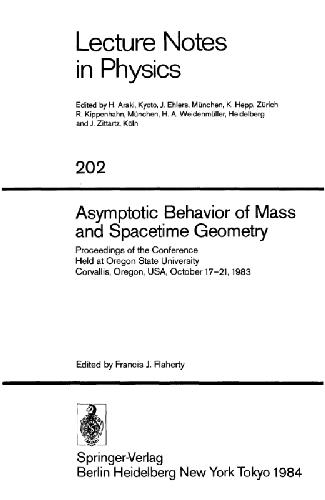 Lecture Notes
in Physics
Edited by H. Araki, Kyoto, J. Ehlers, München, K. Hepp, Zürich
R. Kippenhahn, München, H. A. Weidenmüller, Heidelberg
and J. Zittartz, Köln
202
Asymptotic Behavior of Mass
and Spacetime Geometry
Proceedings of the Conference
Held at Oregon State University
Corvallis, Oregon, USA, October 17–21, 1983
Edited by Francis J. Flaherty
Springer-Verlag
Berlin Heidelberg New York Tokyo 1984